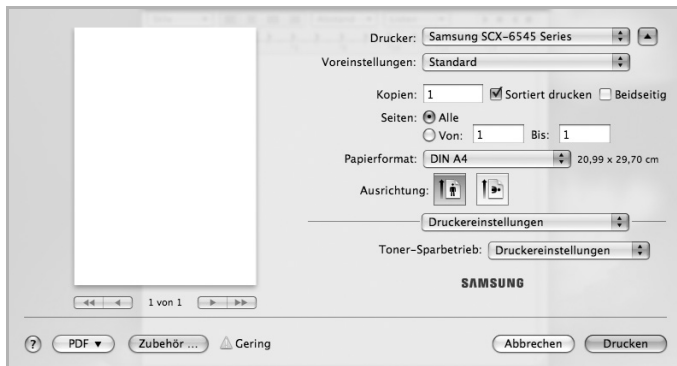 Drucker: Samsung SCX-6545 Series
Voreinstellungen: Standard
Kopien: 1 Sortiert drucken Beidseitig
Seiten: Alle
Von: 1 Bis: 1
Papierformat: DIN A4 20,99 x 29,70 cm
Ausrichtung:
Druckereinstellungen
Toner-Sparbetrieb: Druckereinstellungen
SAMSUNG
1 von 1
? PDF Zubehör ... Gering Abbrechen Drucken